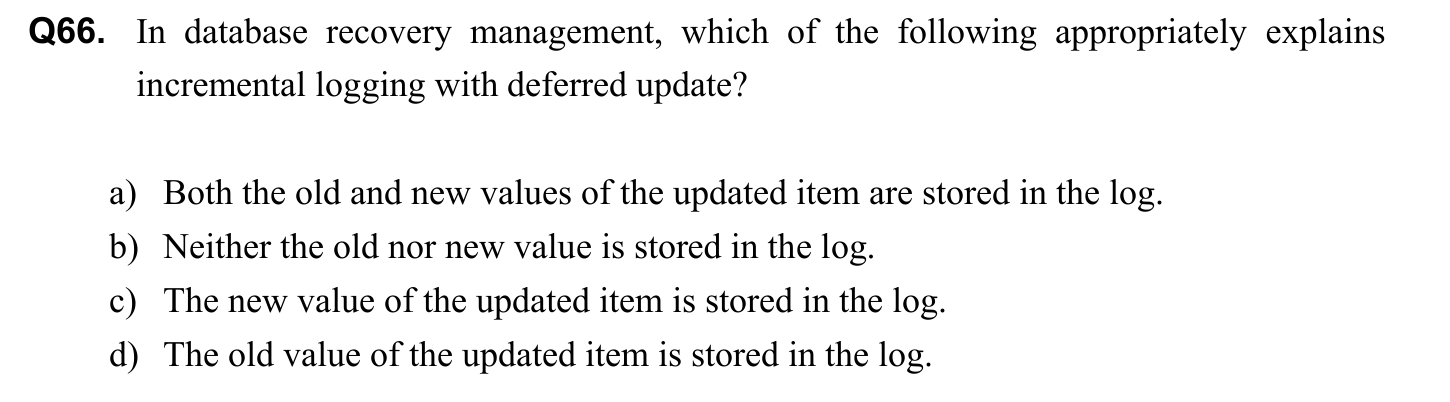 Q66. In database recovery management, which of the following appropriately explains
incremental logging with deferred update?
a) Both the old and new values of the updated item are stored in the log.
b) Neither the old nor new value is stored in the log.
c) The new value of the updated item is stored in the log.
d) The old value of the updated item is stored in the log.